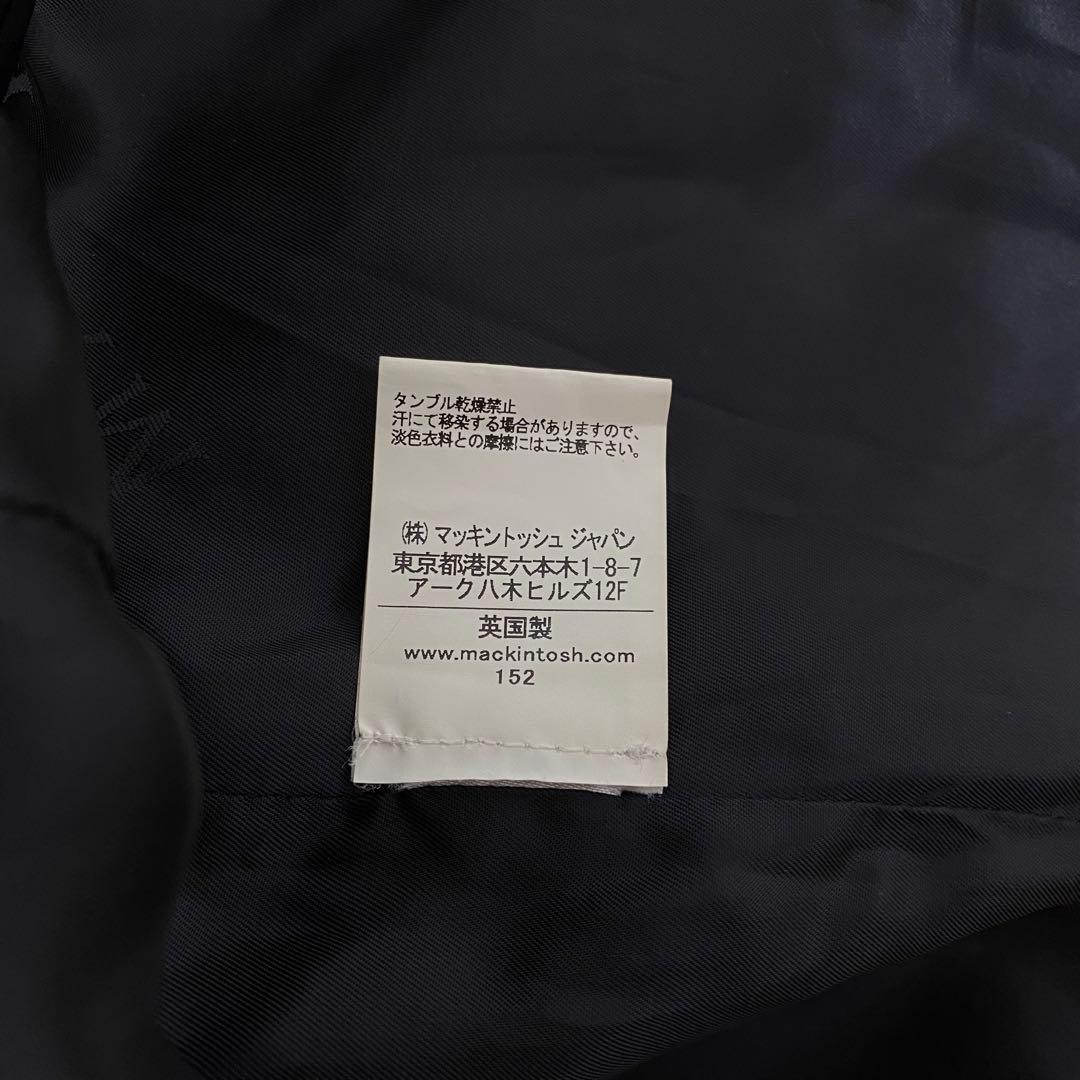 タンブル乾燥禁止
汗にて移染する場合がありますので、
淡色衣料との摩擦にはご注意下さい。
(株) マッキントッシュ ジャパン
東京都港区六本木1-8-7
アーク八木ヒルズ12F
英国製
www.mackintosh.com
152